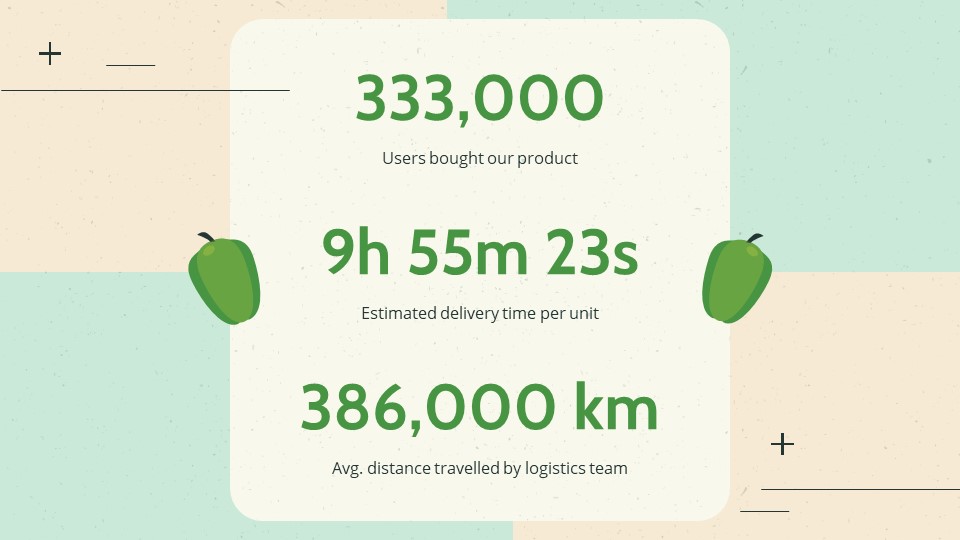 333,000
Users bought our product
9h 55m 23s
Estimated delivery time per unit
386,000 km
Avg. distance travelled by logistics team